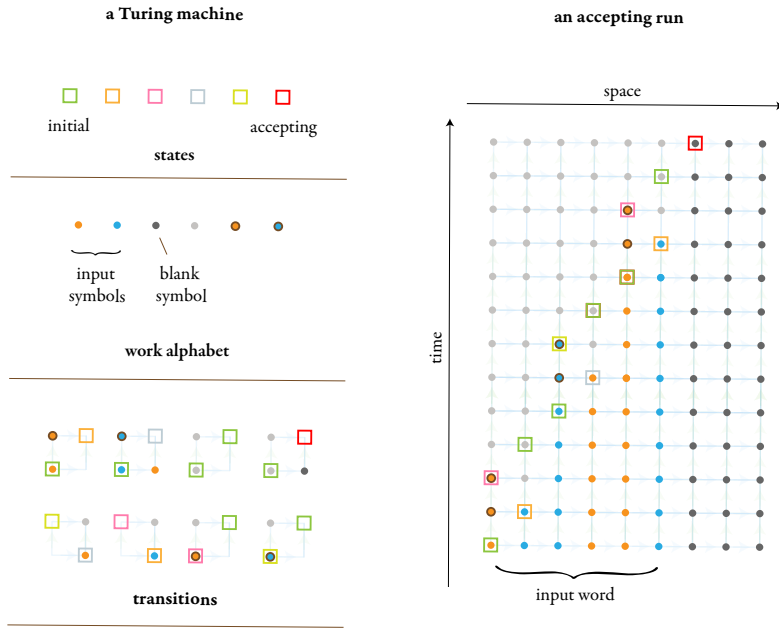 a Turing machine
initial
accepting
states
input
symbols
blank
symbol
work alphabet
transitions
an accepting run
space
time
input word